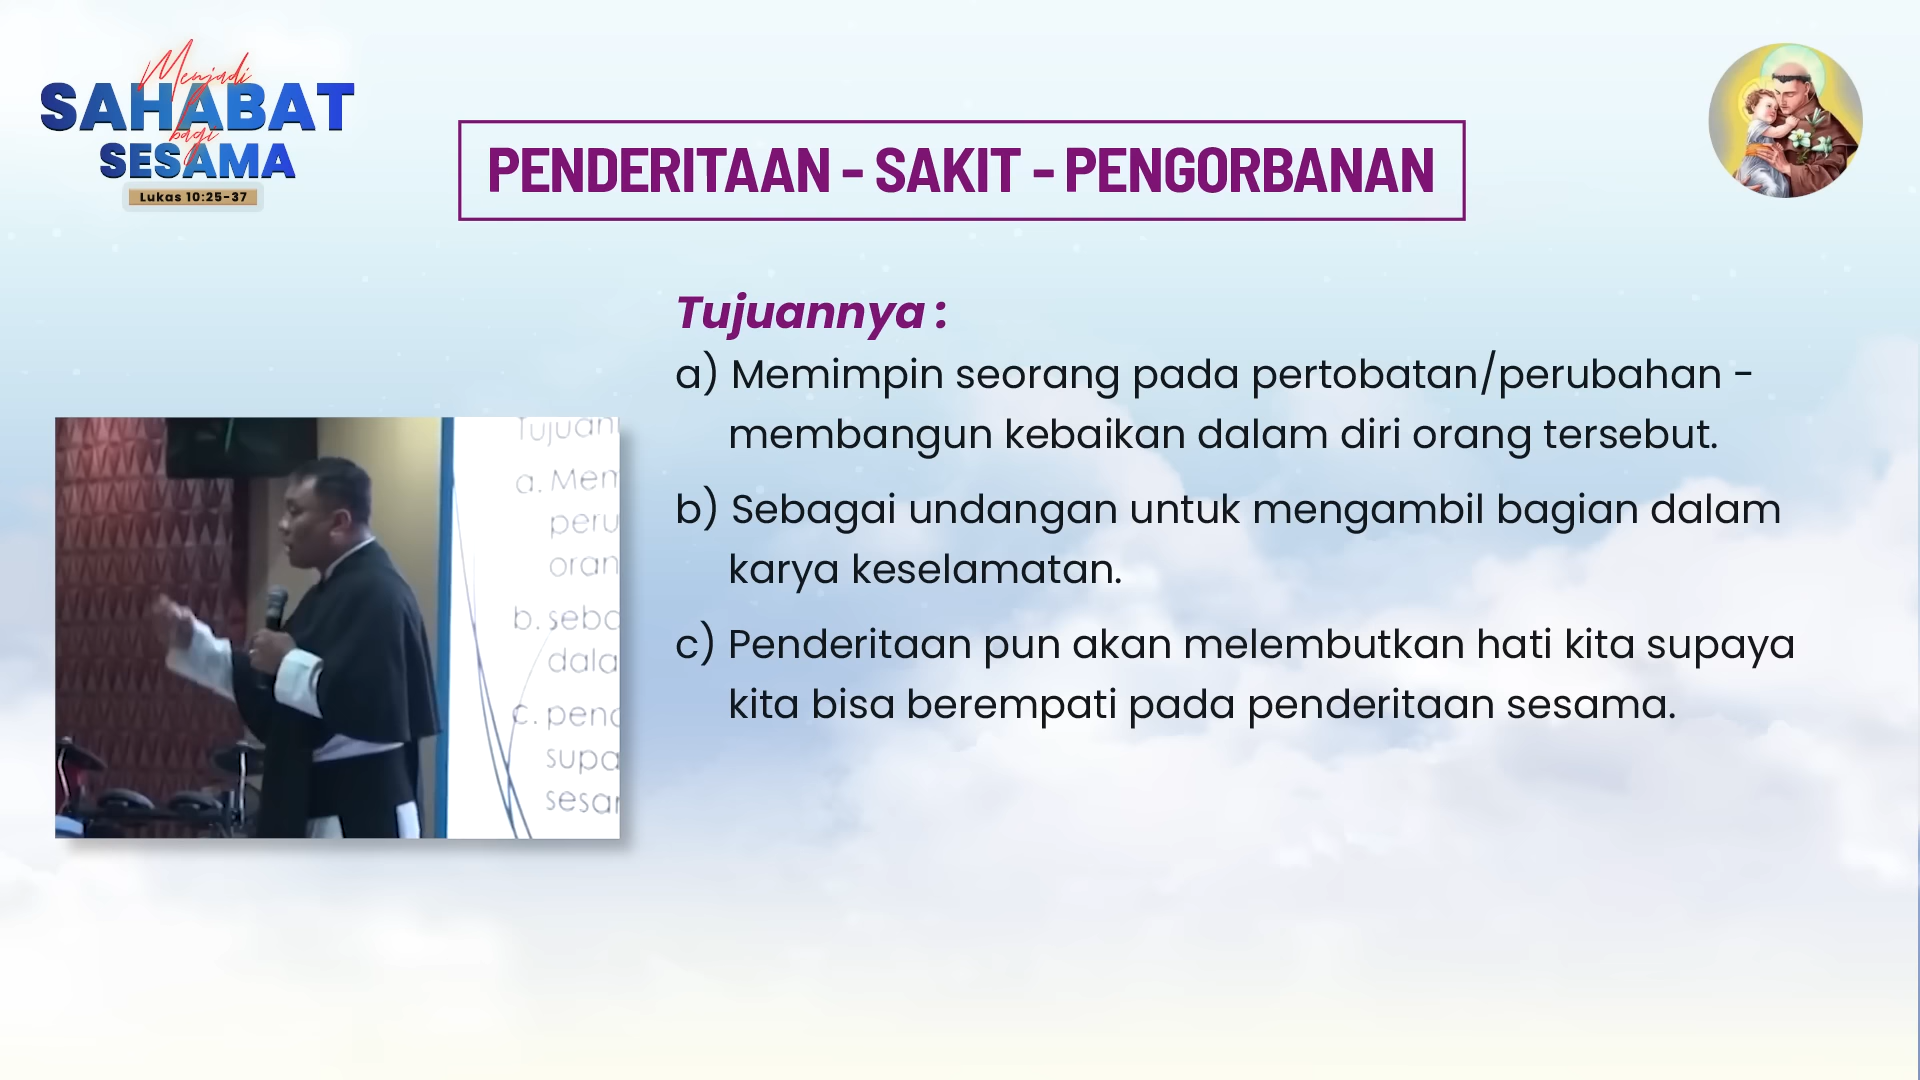 Menjadi
SAHABAT
bagi
SESAMA
Lukas 10:25-37
PENDERITAAN - SAKIT - PENGORBANAN
Tujuannya :
a) Memimpin seorang pada pertobatan/perubahan -
membangun kebaikan dalam diri orang tersebut.
b) Sebagai undangan untuk mengambil bagian dalam
karya keselamatan.
c) Penderitaan pun akan melembutkan hati kita supaya
kita bisa berempati pada penderitaan sesama.
a.
b.
c.